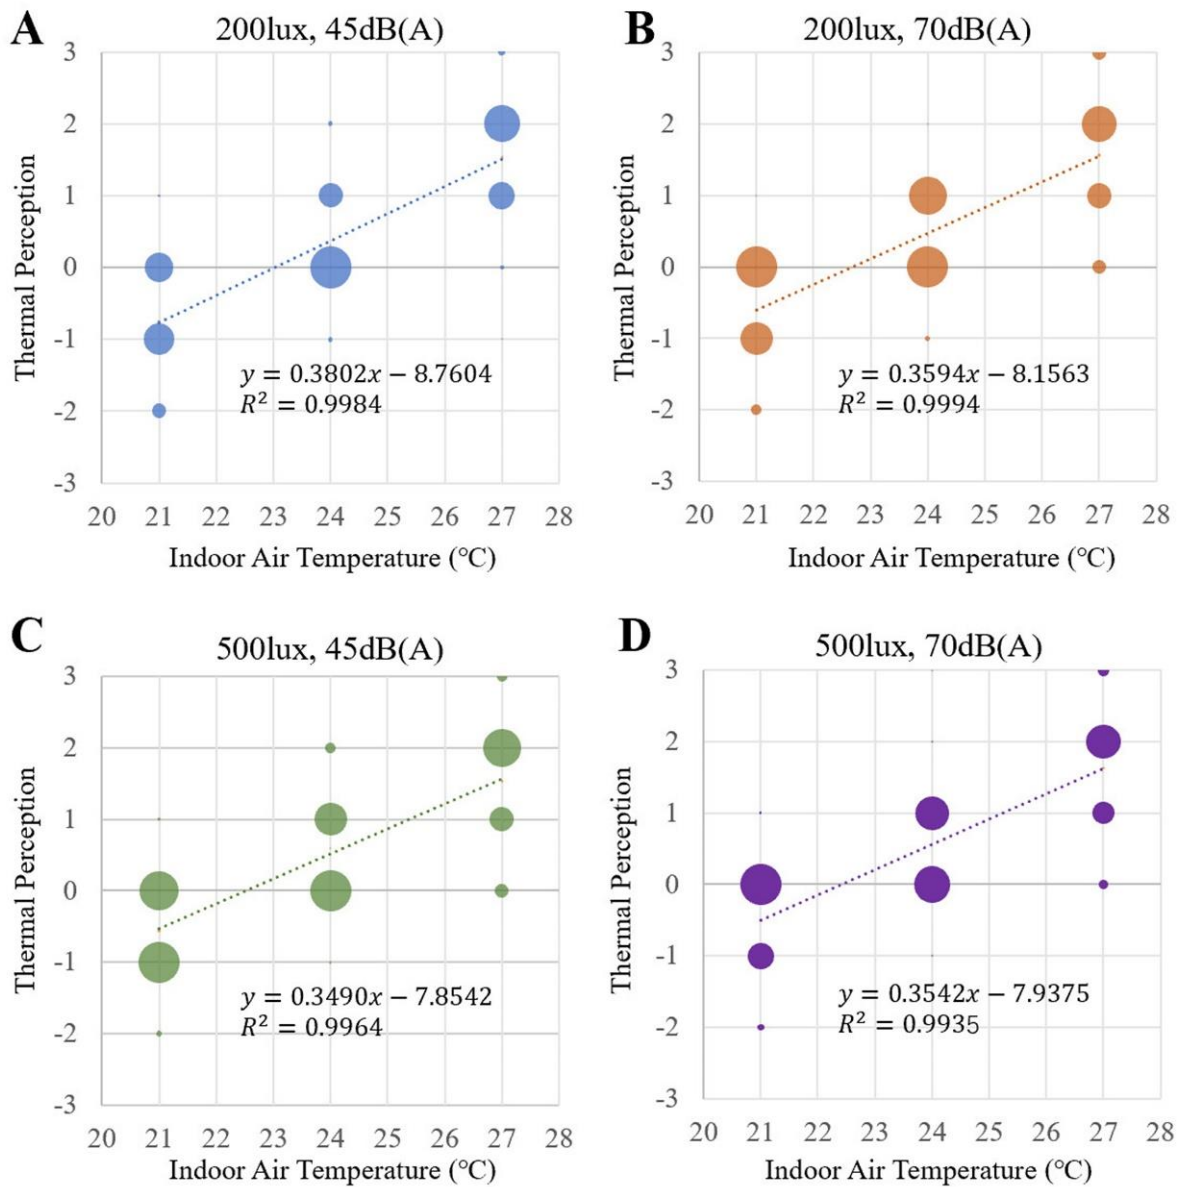 A
200lux, 45dB(A)
3
2
1
0
-1
-2
-3
Thermal Perception
y = 0.3802x − 8.7604
R² = 0.9984
20 21 22 23 24 25 26 27 28
Indoor Air Temperature (°C)
B
200lux, 70dB(A)
3
2
1
0
-1
-2
-3
Thermal Perception
y = 0.3594x − 8.1563
R² = 0.9994
20 21 22 23 24 25 26 27 28
Indoor Air Temperature (°C)
C
500lux, 45dB(A)
3
2
1
0
-1
-2
-3
Thermal Perception
y = 0.3490x − 7.8542
R² = 0.9964
20 21 22 23 24 25 26 27 28
Indoor Air Temperature (°C)
D
500lux, 70dB(A)
3
2
1
0
-1
-2
-3
Thermal Perception
y = 0.3542x − 7.9375
R² = 0.9935
20 21 22 23 24 25 26 27 28
Indoor Air Temperature (°C)